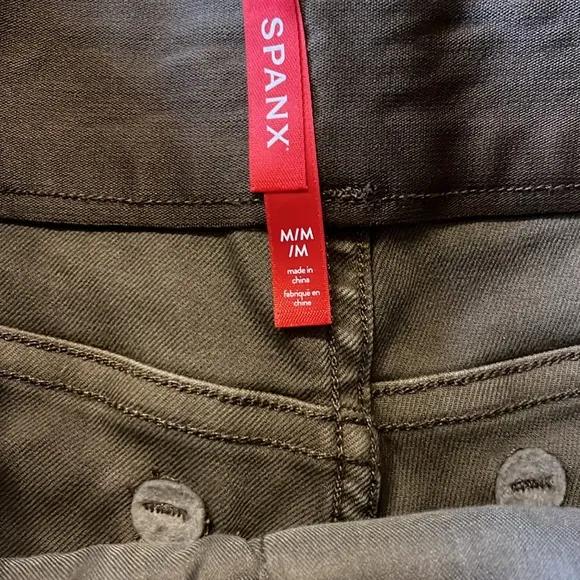 SPANX
M/M
/M
made in
china
fabriqué en
chine